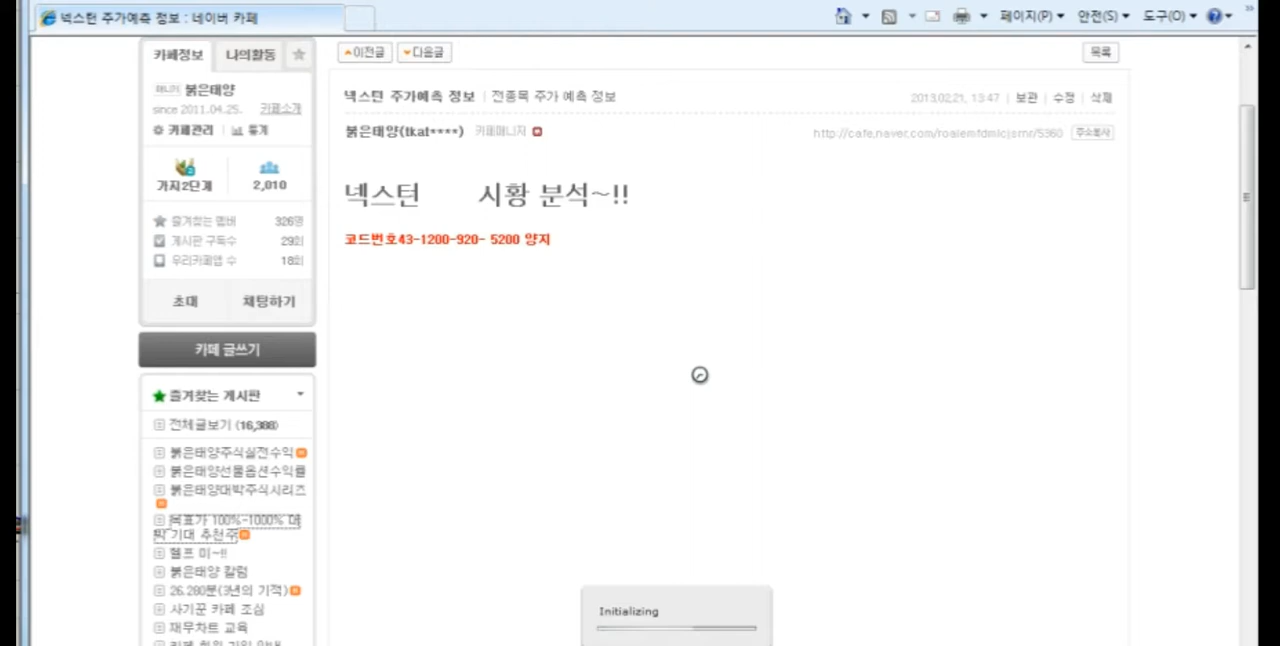 넥스턴 주가예측 정보 : 네이버 카페
페이지(P) 안전(S) 도구(O)
카페정보 나의활동
이전글 다음글 목록
매니저 붉은태양
since 2011.04.25. 카페소개
카페관리 통계
가지2단계 2,010
즐겨찾는 멤버 326명
게시판 구독수 29회
우리카페앱 수 18회
초대 채팅하기
카페 글쓰기
즐겨찾는 게시판
전체글보기 (16,388)
붉은태양주식실전수익
붉은태양선물옵션수익률
붉은태양대박주식시리즈
목표가 100%-1000% 대
박 기대 추천주
헬프 미~!!
붉은태양 칼럼
26.280분(3년의 기적)
사기꾼 카페 조심
재무차트 교육
넥스턴 주가예측 정보 | 전종목 주가 예측 정보
2013.02.21. 13:47 | 보관 | 수정 | 삭제
붉은태양(tkat****) 카페매니저
주소복사
넥스턴 시황 분석~!!
코드번호43-1200-920- 5200 양지
Initializing